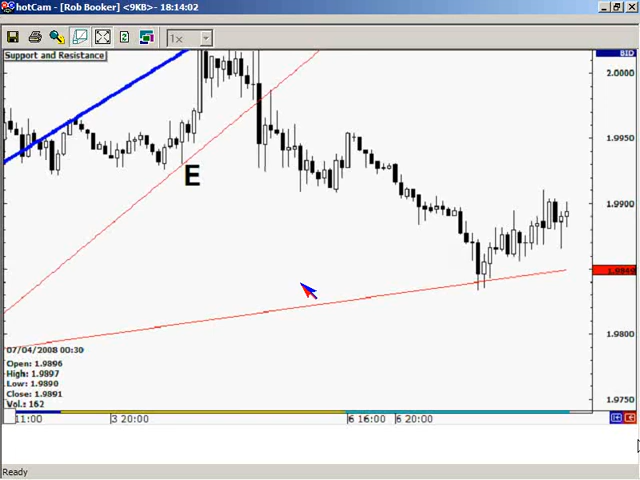 hotCam - [Rob Booker] <9KB> - 18:14:02
1x
Support and Resistance
BID
2.0000
1.9950
E
1.9900
1.9849
1.9800
07/04/2008 00:30
Open: 1.9896
High: 1.9897
Low: 1.9890
Close: 1.9891
Vol.: 162
1.9750
11:00
3 20:00
6 16:00
6 20:00
Ready